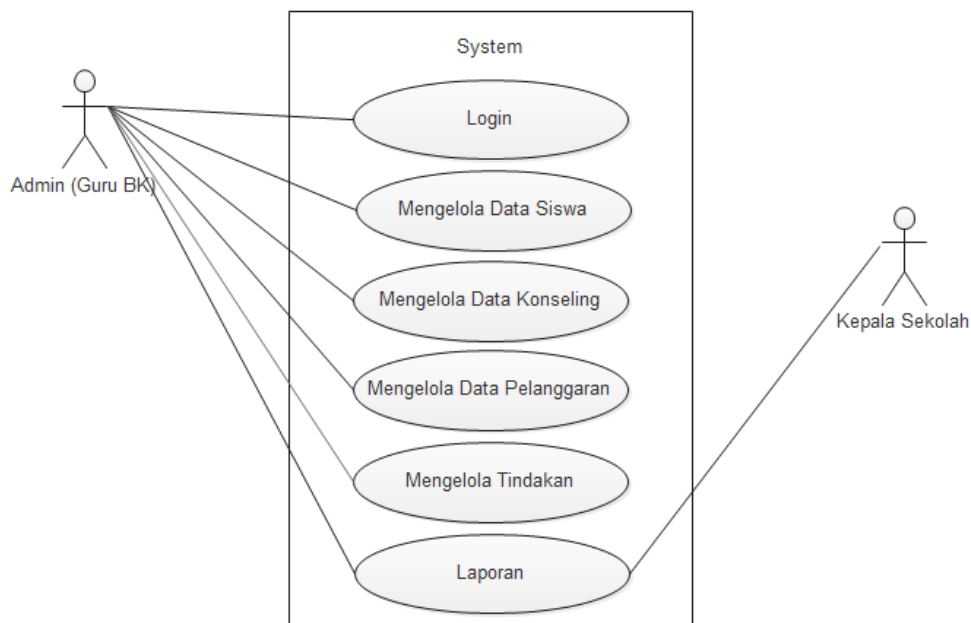 System
Login
Admin (Guru BK)
Mengelola Data Siswa
Mengelola Data Konseling
Kepala Sekolah
Mengelola Data Pelanggaran
Mengelola Tindakan
Laporan